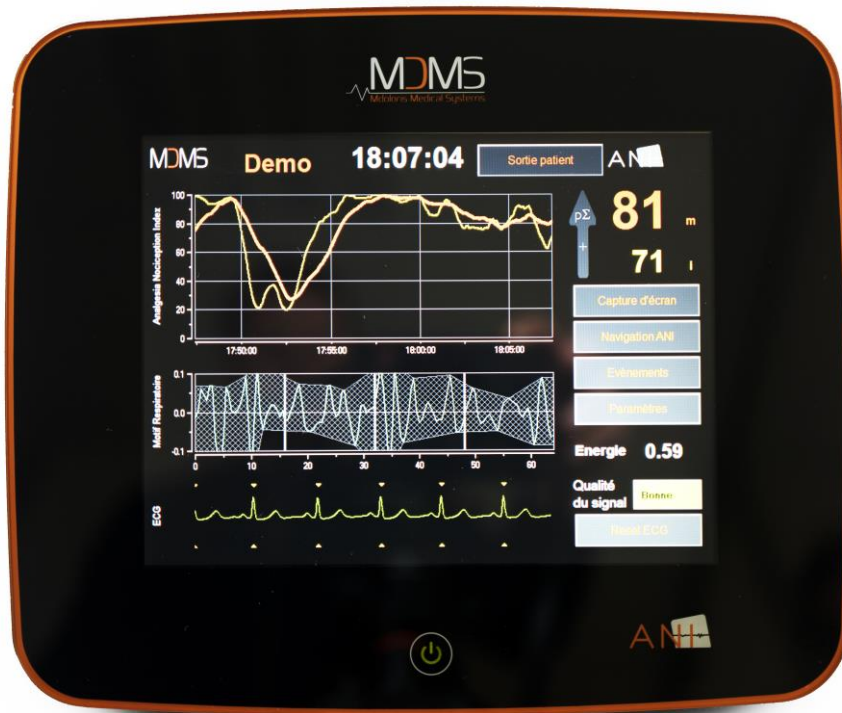 MDMS
Mdoloris Medical Systems
MDMS
Demo
18:07:04
Sortie patient
ANI
Analgesia Nociception Index
100
80
60
40
20
0
17:50:00
17:55:00
18:00:00
18:05:00
pΣ
+
81 m
71 I
Capture d'écran
Navigation ANI
Evènements
Paramètres
Motif Respiratoire
0.1
0.0
-0.1
0
10
20
30
40
50
60
Energie 0.59
Qualité
du signal
Bonne
Reset ECG
ECG
ANI